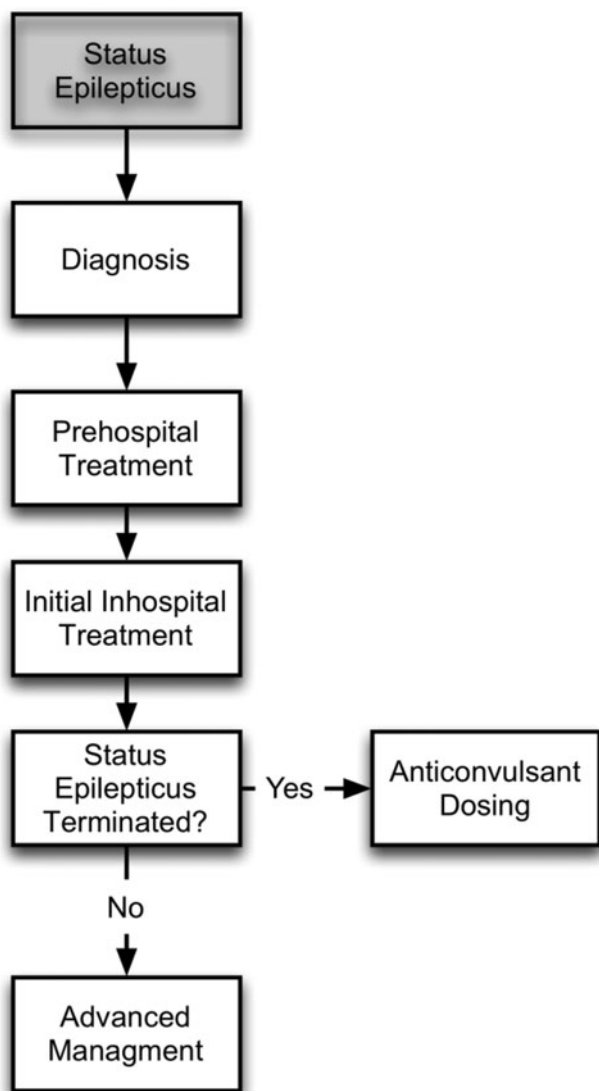 Status
Epilepticus
Diagnosis
Prehospital
Treatment
Initial Inhospital
Treatment
Status
Epilepticus
Terminated?
Yes
Anticonvulsant
Dosing
No
Advanced
Managment